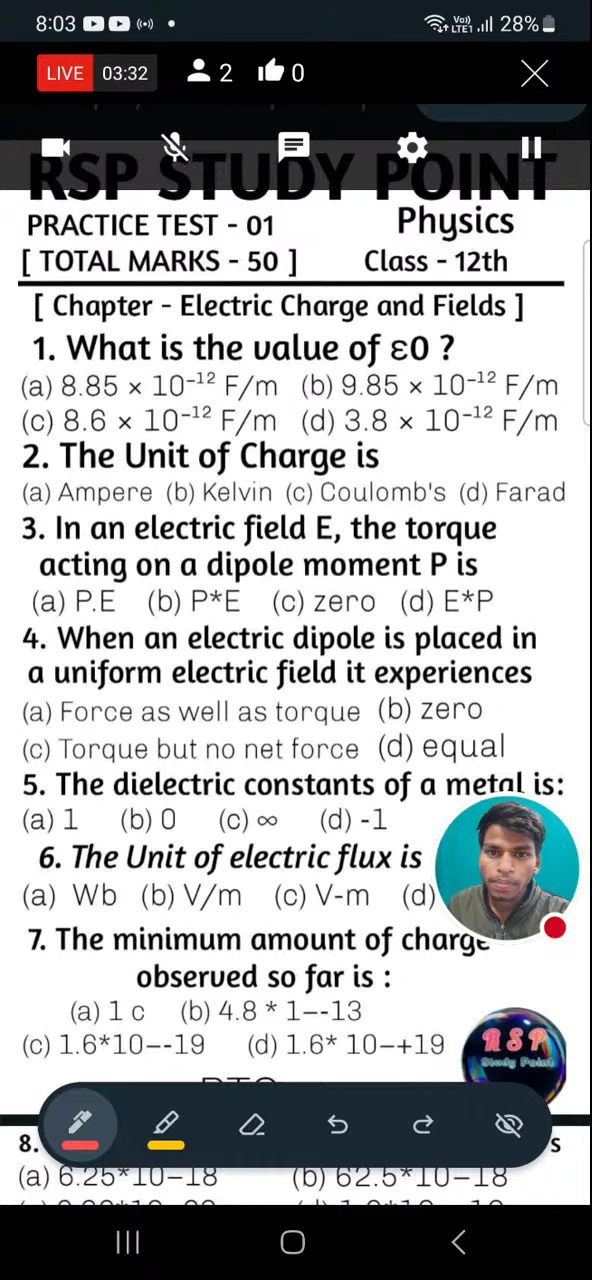 8:03
Vo)) LTE1 28%
LIVE 03:32 2 0
RSP STUDY POINT
PRACTICE TEST - 01 Physics
[ TOTAL MARKS - 50 ] Class - 12th
[ Chapter - Electric Charge and Fields ]
1. What is the value of ε0 ?
(a) 8.85 × 10⁻¹² F/m (b) 9.85 × 10⁻¹² F/m
(c) 8.6 × 10⁻¹² F/m (d) 3.8 × 10⁻¹² F/m
2. The Unit of Charge is
(a) Ampere (b) Kelvin (c) Coulomb's (d) Farad
3. In an electric field E, the torque
acting on a dipole moment P is
(a) P.E (b) P*E (c) zero (d) E*P
4. When an electric dipole is placed in
a uniform electric field it experiences
(a) Force as well as torque (b) zero
(c) Torque but no net force (d) equal
5. The dielectric constants of a metal is:
(a) 1 (b) 0 (c) ∞ (d) -1
6. The Unit of electric flux is
(a) Wb (b) V/m (c) V-m (d)
7. The minimum amount of charge
observed so far is :
(a) 1 c (b) 4.8 * 1–-13
(c) 1.6*10–-19 (d) 1.6* 10–+19
RSP
Study Point
8.
(a) 6.25*10–18 (b) 62.5*10–18